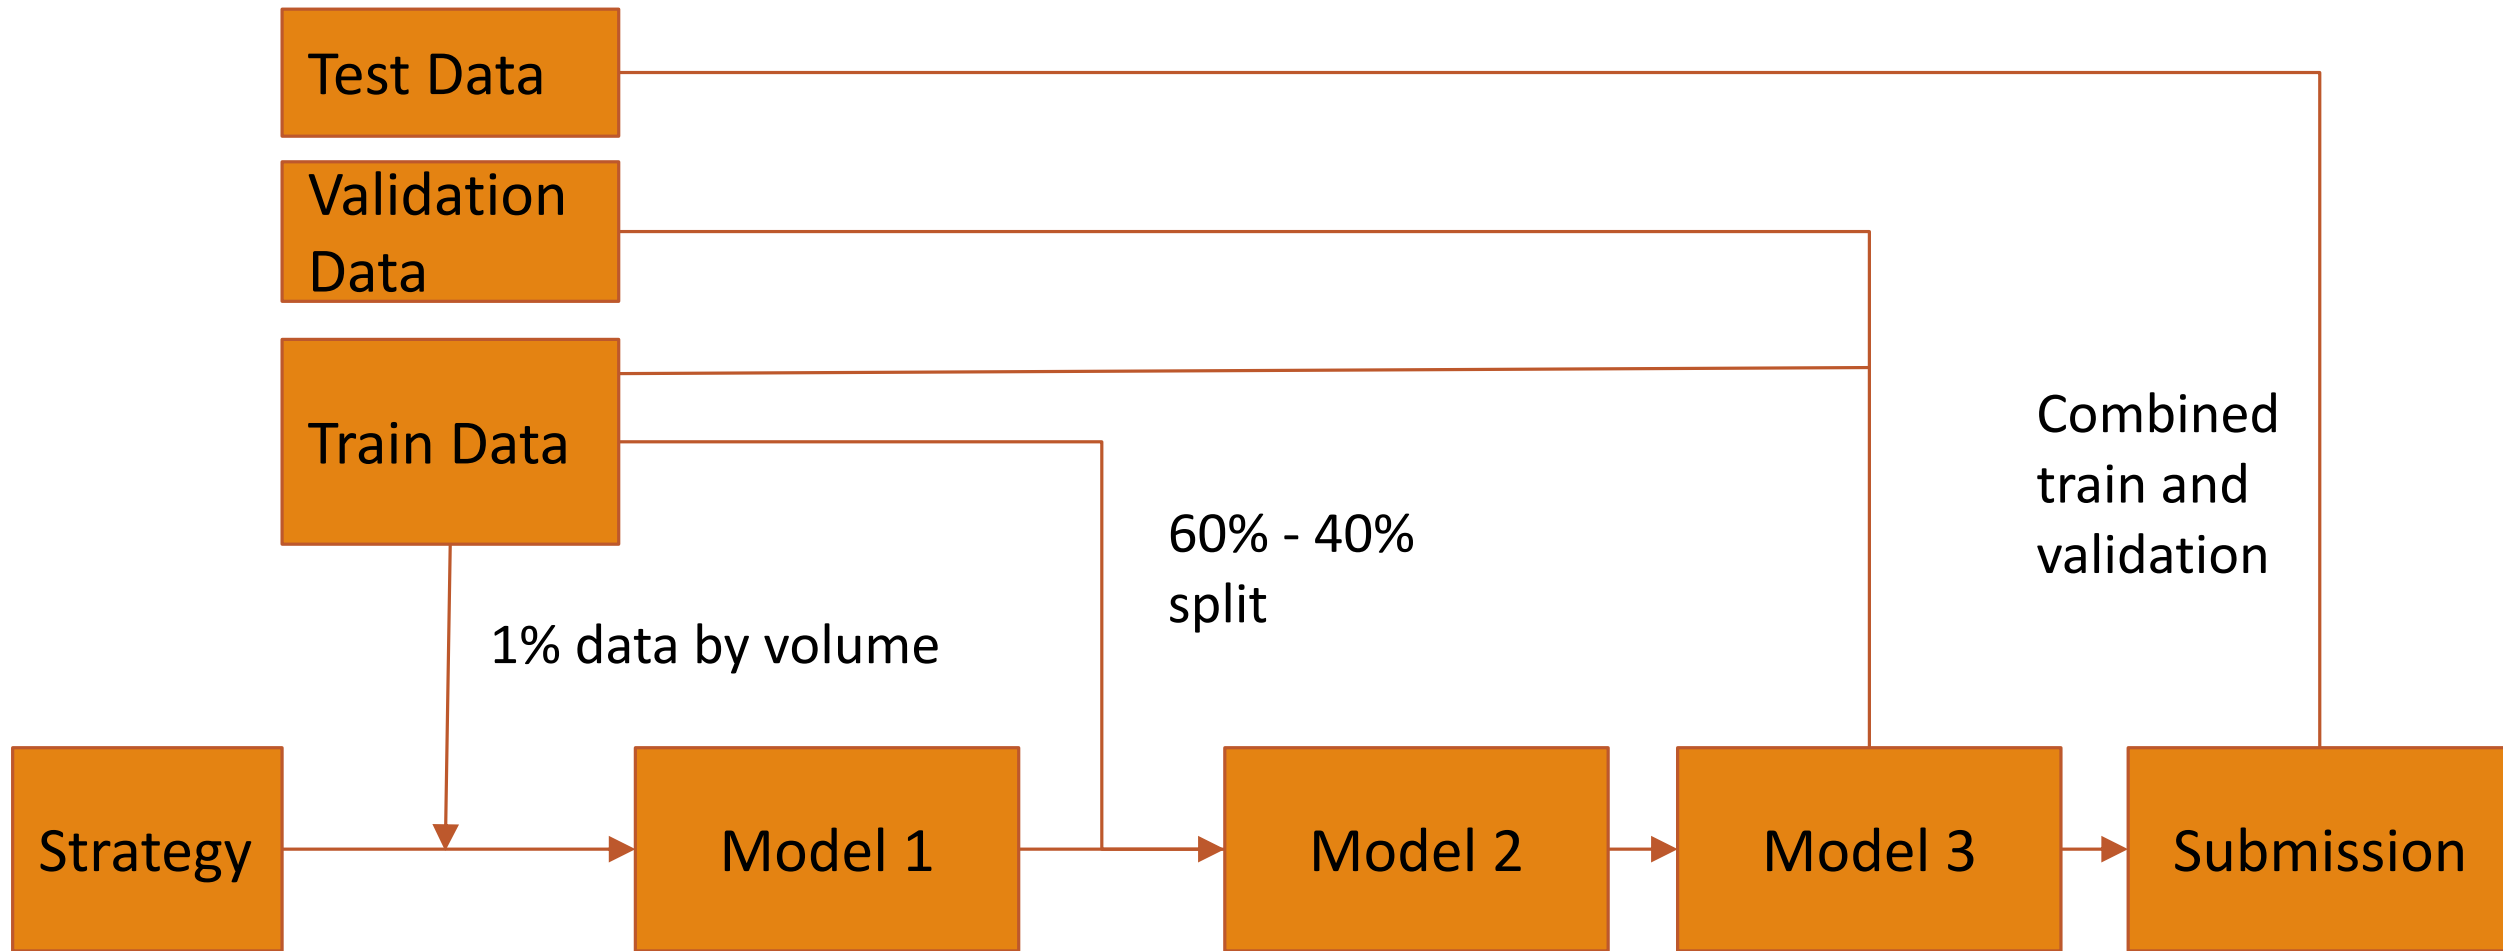 Test Data
Validation
Data
Train Data
Combined
train and
validation
60% - 40%
split
1% data by volume
Strategy
Model 1
Model 2
Model 3
Submission